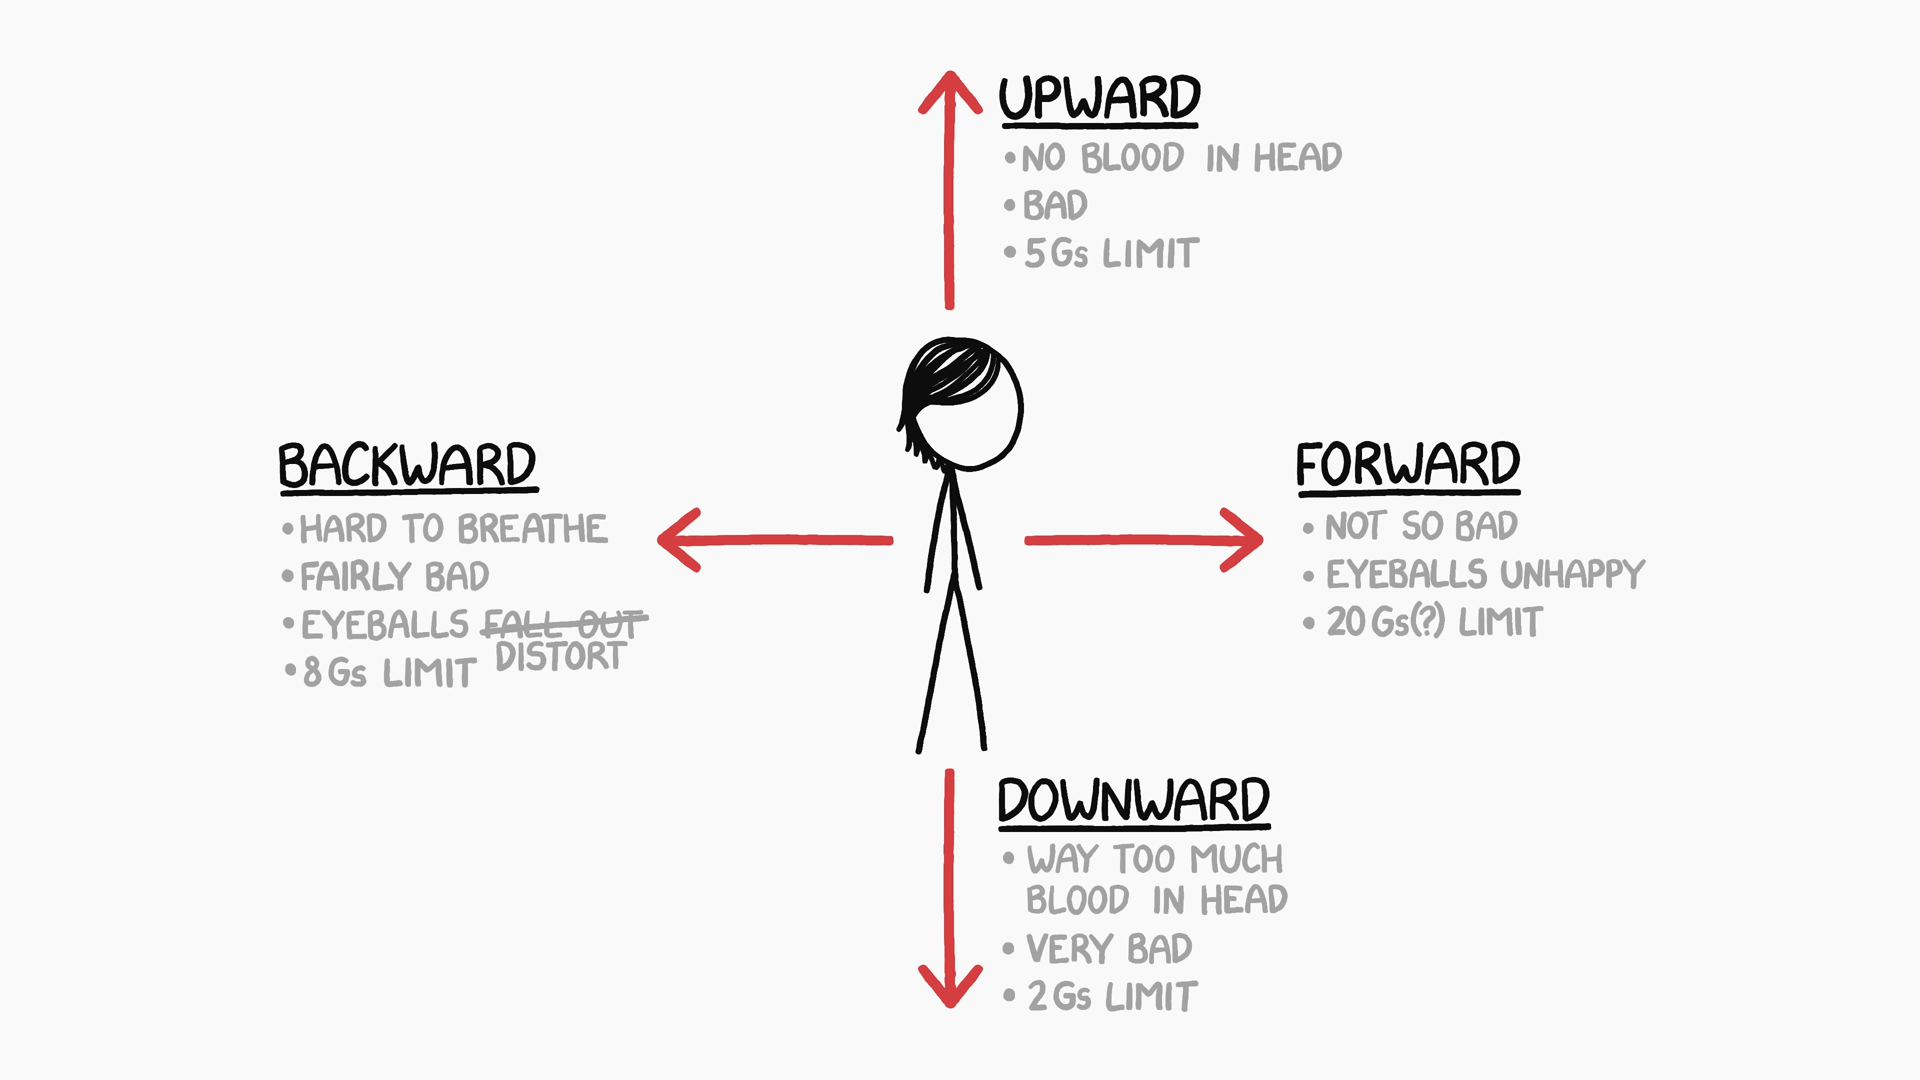 UPWARD
•NO BLOOD IN HEAD
•BAD
•5Gs LIMIT
BACKWARD
•HARD TO BREATHE
•FAIRLY BAD
•EYEBALLS FALL OUT
DISTORT
•8Gs LIMIT
FORWARD
•NOT SO BAD
•EYEBALLS UNHAPPY
•20Gs(?) LIMIT
DOWNWARD
•WAY TOO MUCH
BLOOD IN HEAD
•VERY BAD
•2Gs LIMIT